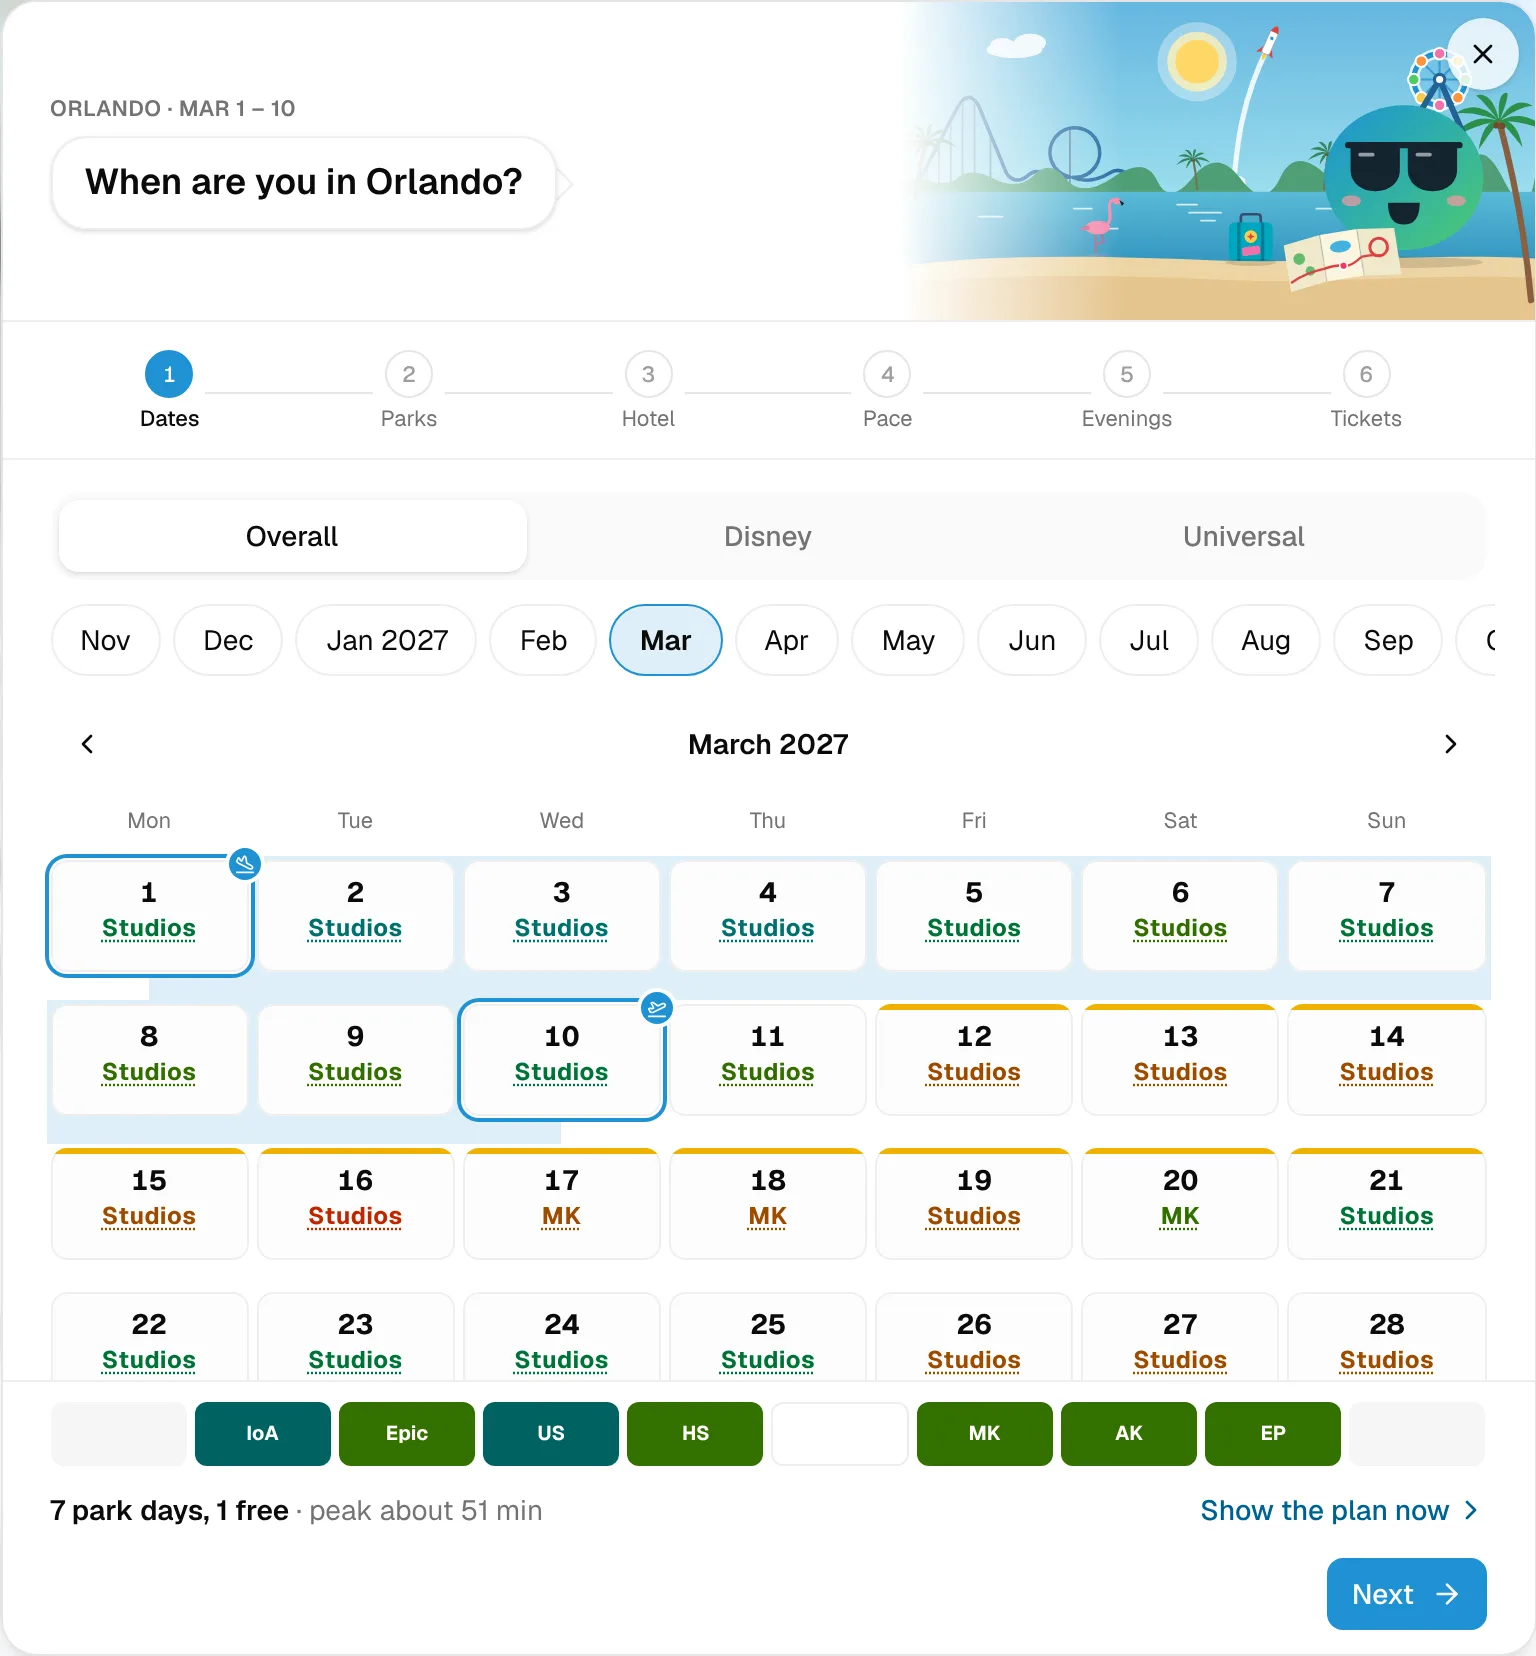 ORLANDO · MAR 1 – 10
When are you in Orlando?
1 2 3 4 5 6
Dates Parks Hotel Pace Evenings Tickets
Overall Disney Universal
Nov Dec Jan 2027 Feb Mar Apr May Jun Jul Aug Sep
March 2027
Mon Tue Wed Thu Fri Sat Sun
1 2 3 4 5 6 7
Studios Studios Studios Studios Studios Studios Studios
8 9 10 11 12 13 14
Studios Studios Studios Studios Studios Studios Studios
15 16 17 18 19 20 21
Studios Studios MK MK Studios MK Studios
22 23 24 25 26 27 28
Studios Studios Studios Studios Studios Studios Studios
IoA Epic US HS MK AK EP
7 park days, 1 free · peak about 51 min
Show the plan now
Next